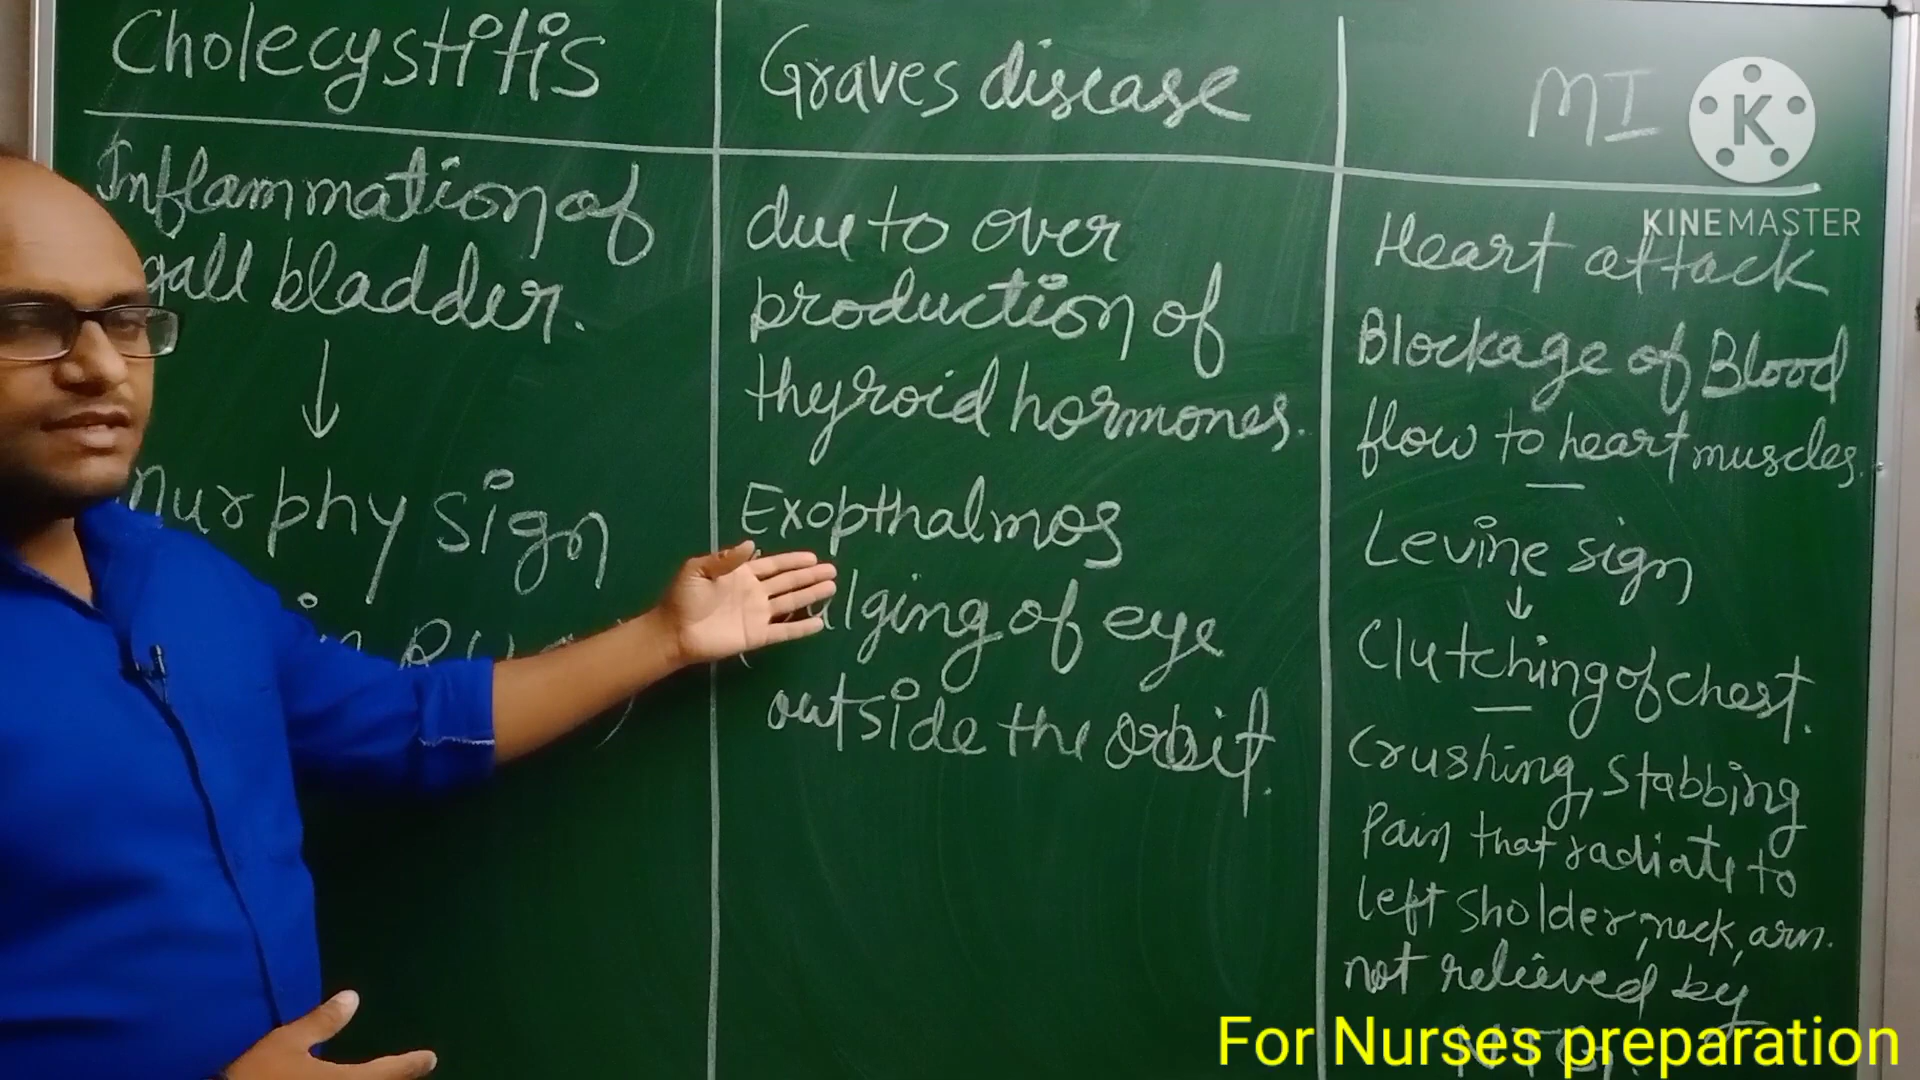 Cholecystitis
Inflammation of
gall bladder.
Murphy sign
Graves disease
due to over
production of
thyroid hormones.
Exopthalmos
bulging of eye
outside the orbit.
MI
Heart attack
Blockage of Blood
flow to heart muscles.
Levine sign
Clutching of chest.
Crushing, Stabbing
Pain that radiate to
left sholder, neck, arm.
not relieved by
NTG.
K
KINEMASTER
For Nurses preparation